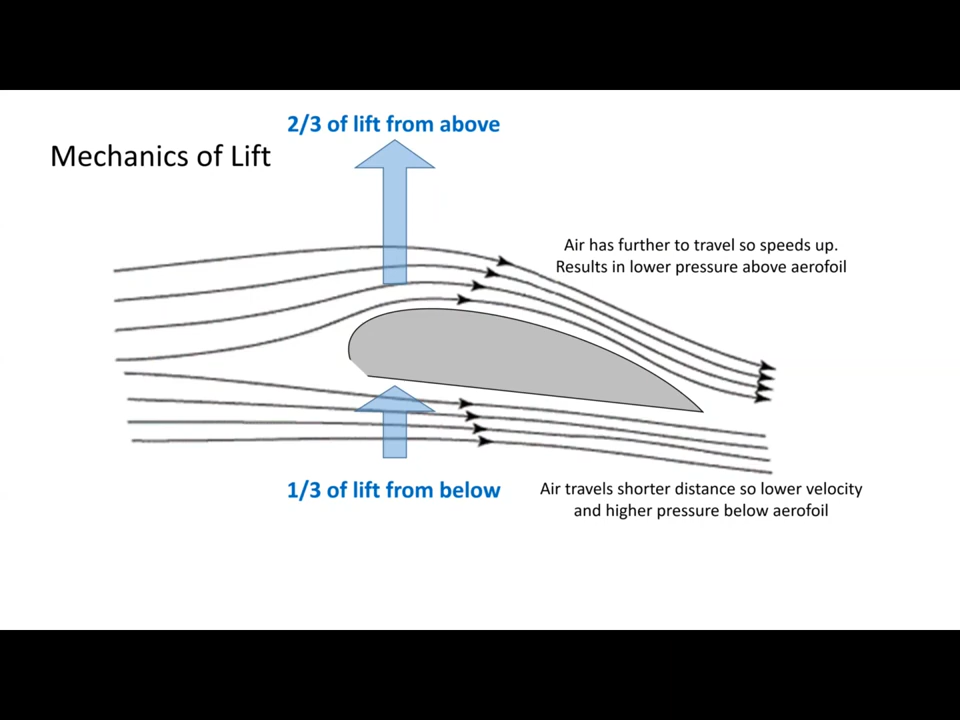 2/3 of lift from above
Mechanics of Lift
Air has further to travel so speeds up.
Results in lower pressure above aerofoil
1/3 of lift from below
Air travels shorter distance so lower velocity
and higher pressure below aerofoil